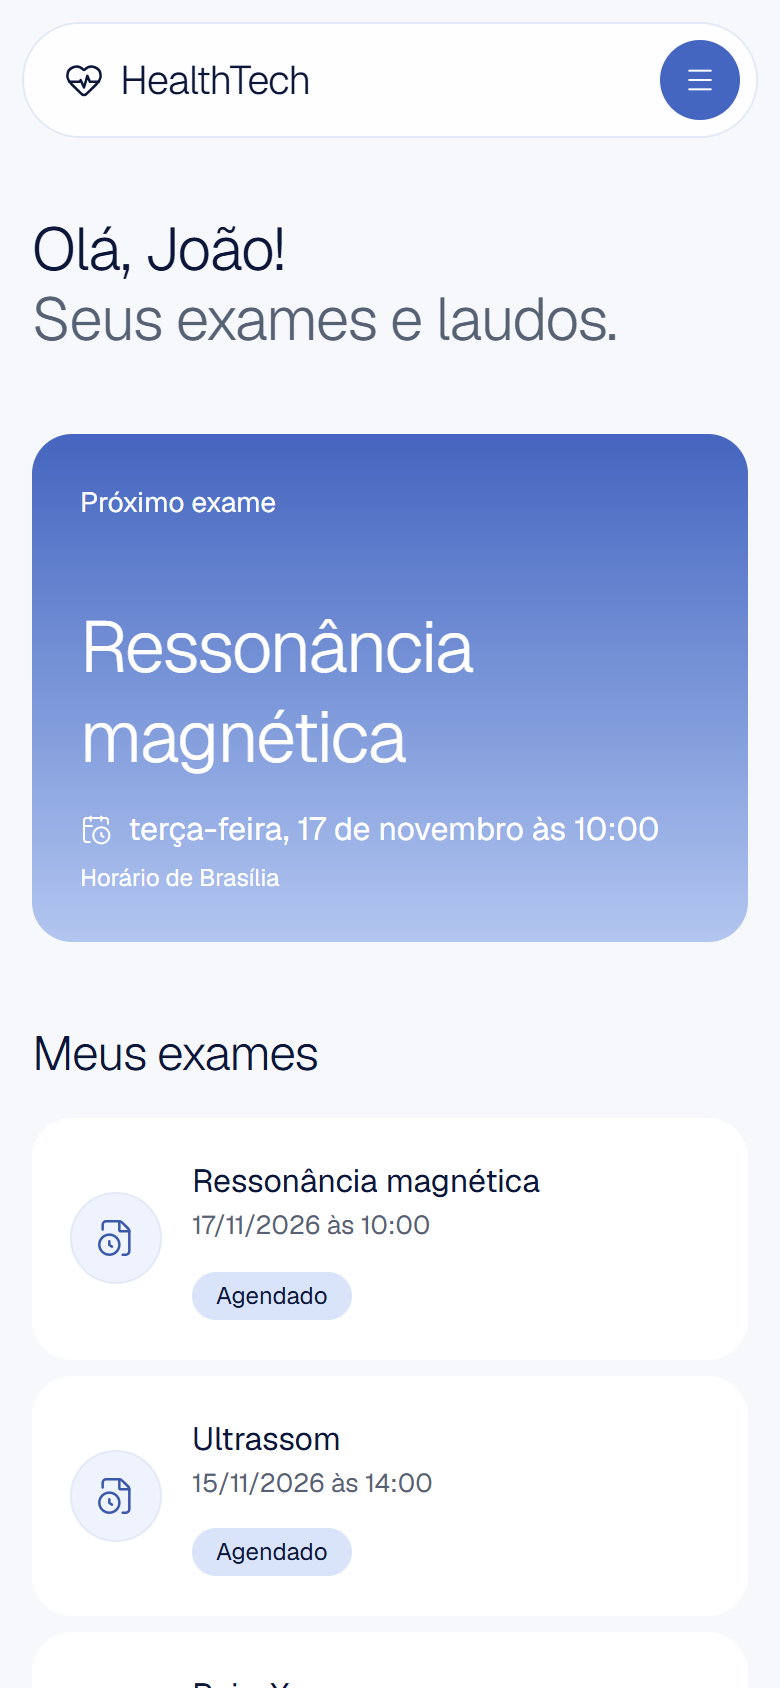 HealthTech
Olá, João!
Seus exames e laudos.
Próximo exame
Ressonância
magnética
terça-feira, 17 de novembro às 10:00
Horário de Brasília
Meus exames
Ressonância magnética
17/11/2026 às 10:00
Agendado
Ultrassom
15/11/2026 às 14:00
Agendado